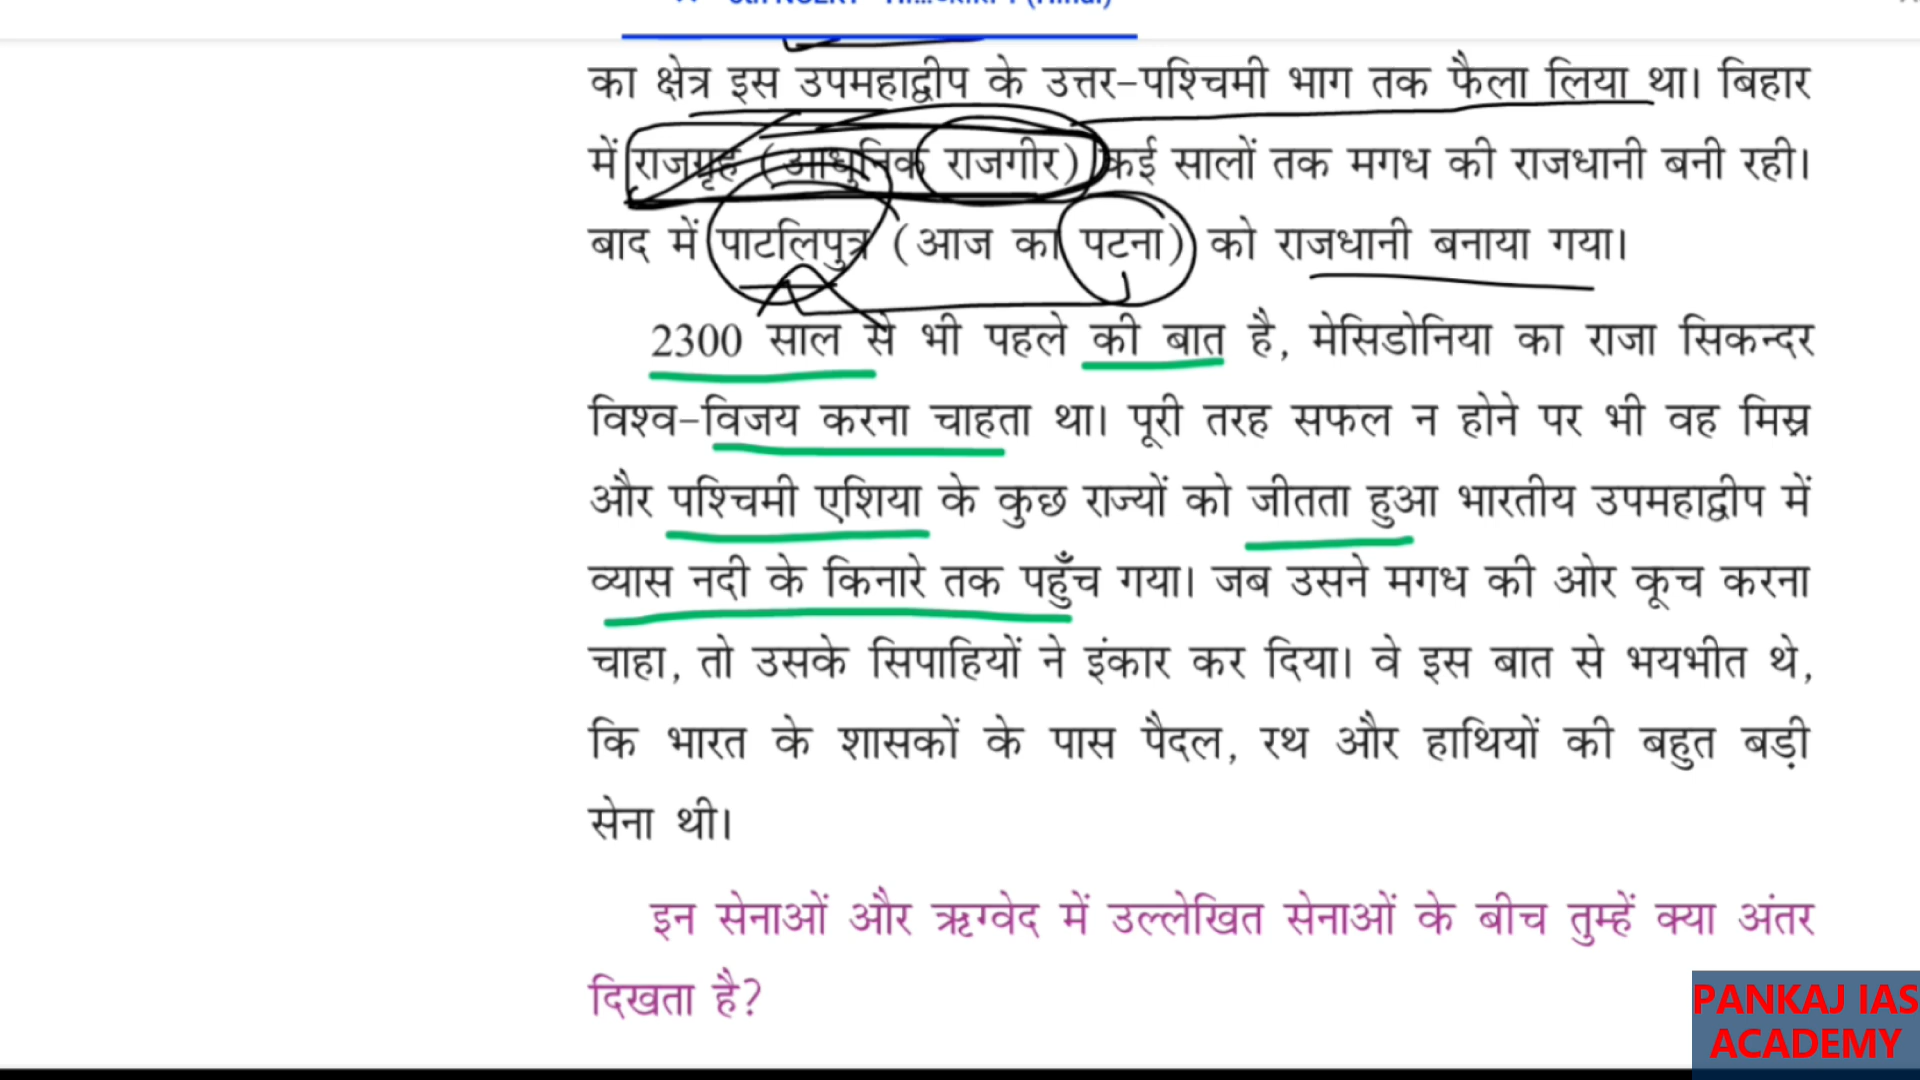 का क्षेत्र इस उपमहाद्वीप के उत्तर-पश्चिमी भाग तक फैला लिया था। बिहार
में राजगृह (आधुनिक राजगीर) कई सालों तक मगध की राजधानी बनी रही।
बाद में पाटलिपुत्र (आज का पटना) को राजधानी बनाया गया।
2300 साल से भी पहले की बात है, मेसिडोनिया का राजा सिकन्दर
विश्व-विजय करना चाहता था। पूरी तरह सफल न होने पर भी वह मिस्र
और पश्चिमी एशिया के कुछ राज्यों को जीतता हुआ भारतीय उपमहाद्वीप में
व्यास नदी के किनारे तक पहुँच गया। जब उसने मगध की ओर कूच करना
चाहा, तो उसके सिपाहियों ने इंकार कर दिया। वे इस बात से भयभीत थे,
कि भारत के शासकों के पास पैदल, रथ और हाथियों की बहुत बड़ी
सेना थी।
इन सेनाओं और ऋग्वेद में उल्लेखित सेनाओं के बीच तुम्हें क्या अंतर
दिखता है?
PANKAJ IAS
ACADEMY